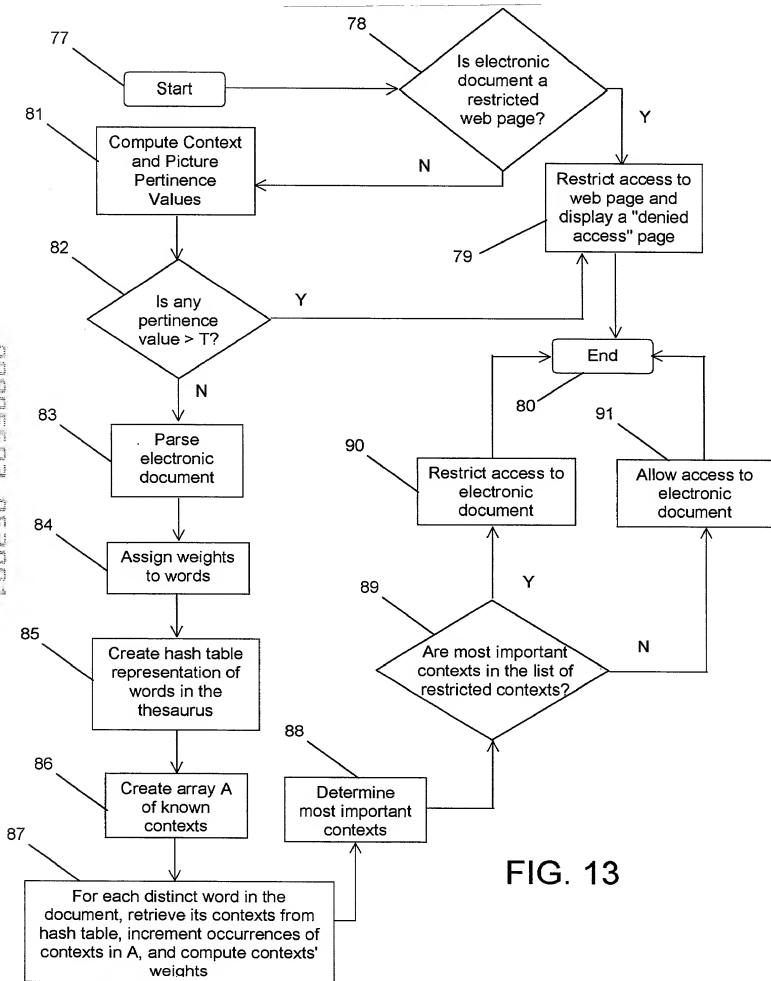 78
77
Is electronic
document a
restricted
web page?
Start
Y
81
Compute Context
and Picture
Pertinence
Values
N
Restrict access to
web page and
display a "denied
access" page
79
82
Is any
pertinence
value > T?
Y
N
End
80
83
Parse
electronic
document
90
Restrict access to
electronic
document
91
Allow access to
electronic
document
84
Assign weights
to words
Y
89
Are most important
contexts in the list of
restricted contexts?
N
85
Create hash table
representation of
words in the
thesaurus
86
Create array A
of known
contexts
88
Determine
most important
contexts
87
For each distinct word in the
document, retrieve its contexts from
hash table, increment occurrences of
contexts in A, and compute contexts'
weights
FIG. 13